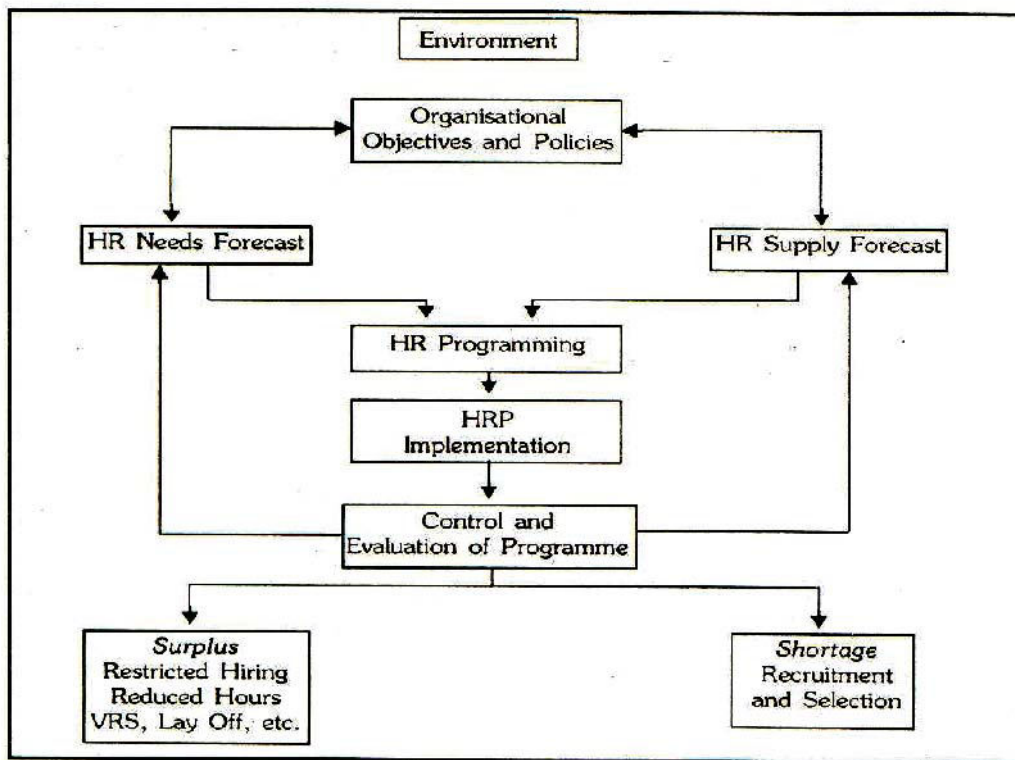 Environment
Organisational
Objectives and Policies
HR Needs Forecast
HR Supply Forecast
HR Programming
HRP
Implementation
Control and
Evaluation of Programme
Surplus
Restricted Hiring
Reduced Hours
VRS, Lay Off, etc.
Shortage
Recruitment
and Selection